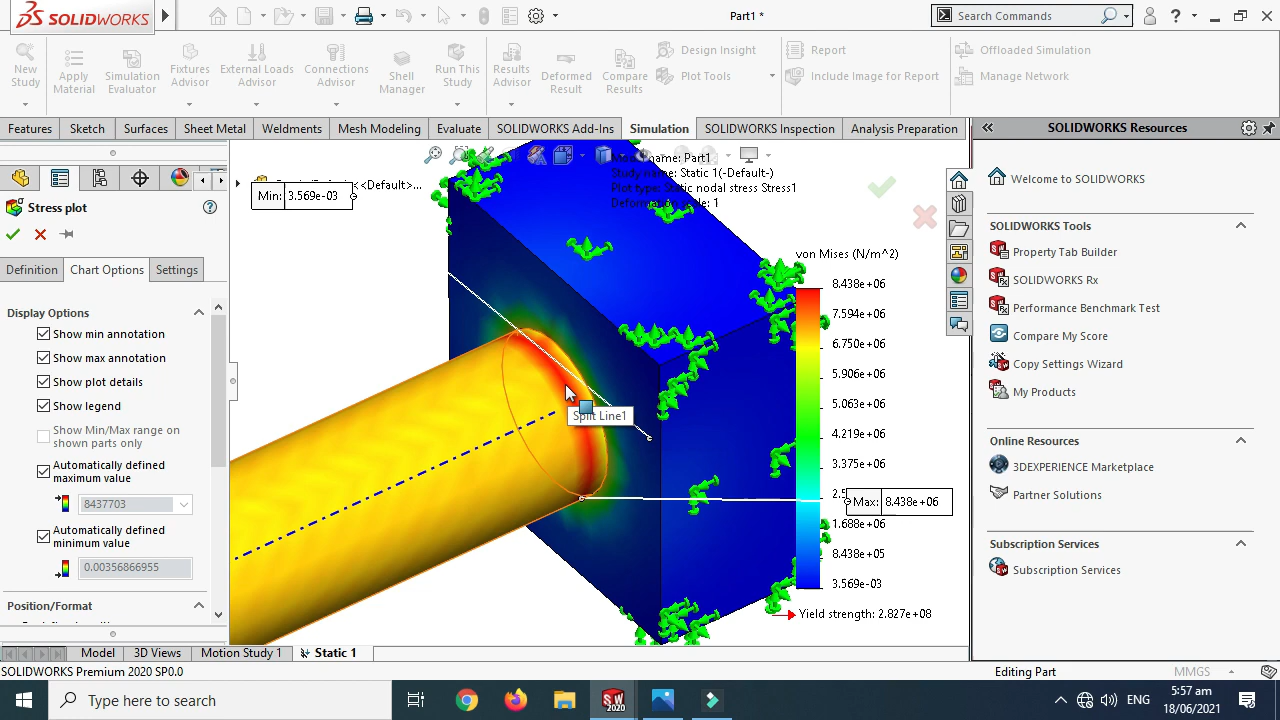 SOLIDWORKS
Part1 *
Search Commands
New Study
Apply Material
Simulation Evaluator
Fixtures Advisor
External Loads Advisor
Connections Advisor
Shell Manager
Run This Study
Results Advisor
Deformed Result
Compare Results
Design Insight
Plot Tools
Report
Include Image for Report
Offloaded Simulation
Manage Network
Features
Sketch
Surfaces
Sheet Metal
Weldments
Mesh Modeling
Evaluate
SOLIDWORKS Add-Ins
Simulation
SOLIDWORKS Inspection
Analysis Preparation
Stress plot
Definition
Chart Options
Settings
Display Options
Show min annotation
Show max annotation
Show plot details
Show legend
Show Min/Max range on
shown parts only
Automatically defined
maximum value
8437703
Automatically defined
minimum value
0.00356866955
Position/Format
<Default>...
Min: 3.569e-03
Model name: Part1
Study name: Static 1(-Default-)
Plot type: Static nodal stress Stress1
Deformation scale: 1
Split Line1
von Mises (N/m^2)
8.438e+06
7.594e+06
6.750e+06
5.906e+06
5.063e+06
4.219e+06
3.375e+06
Max: 8.438e+06
1.688e+06
8.438e+05
3.569e-03
Yield strength: 2.827e+08
SOLIDWORKS Resources
Welcome to SOLIDWORKS
SOLIDWORKS Tools
Property Tab Builder
SOLIDWORKS Rx
Performance Benchmark Test
Compare My Score
Copy Settings Wizard
My Products
Online Resources
3DEXPERIENCE Marketplace
Partner Solutions
Subscription Services
Subscription Services
Model
3D Views
Motion Study 1
Static 1
SOLIDWORKS Premium 2020 SP0.0
Editing Part
MMGS
Type here to search
SW
2020
ENG
5:57 am
18/06/2021